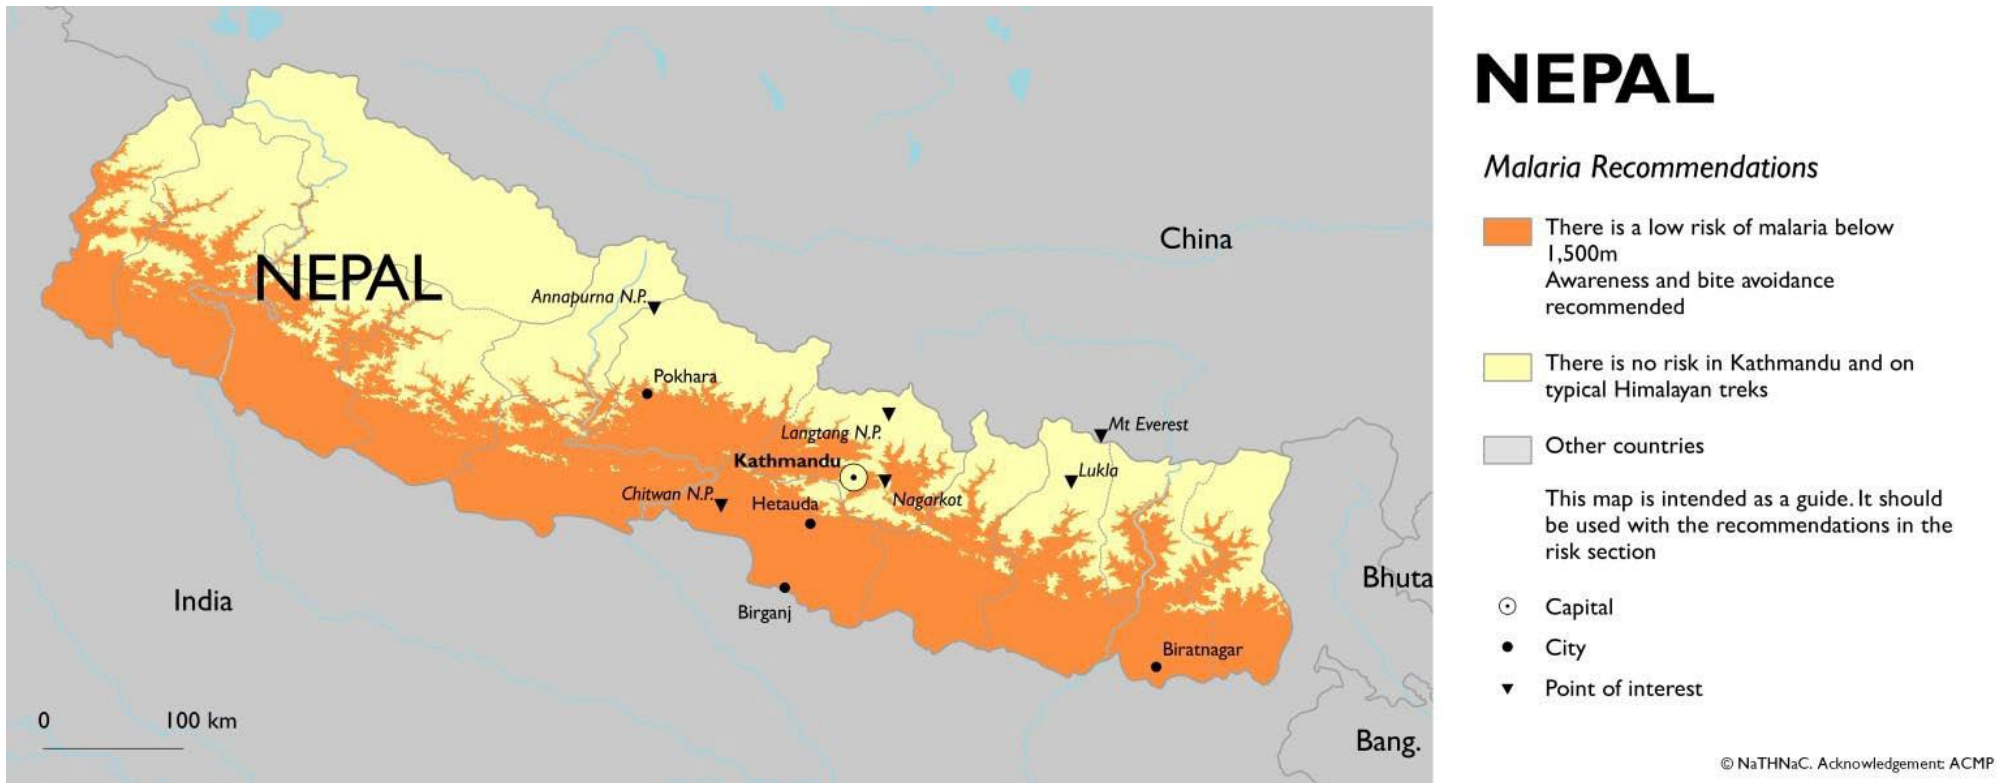 NEPAL
Malaria Recommendations
There is a low risk of malaria below
1,500m
Awareness and bite avoidance
recommended
There is no risk in Kathmandu and on
typical Himalayan treks
Other countries
This map is intended as a guide. It should
be used with the recommendations in the
risk section
Capital
City
Point of interest
© NaTHNaC. Acknowledgement: ACMP
China
NEPAL
Annapurna N.P.
Pokhara
Langtang N.P.
Mt Everest
Kathmandu
Lukla
Chitwan N.P.
Hetauda
Nagarkot
India
Bhuta
Birganj
Biratnagar
0 100 km
Bang.